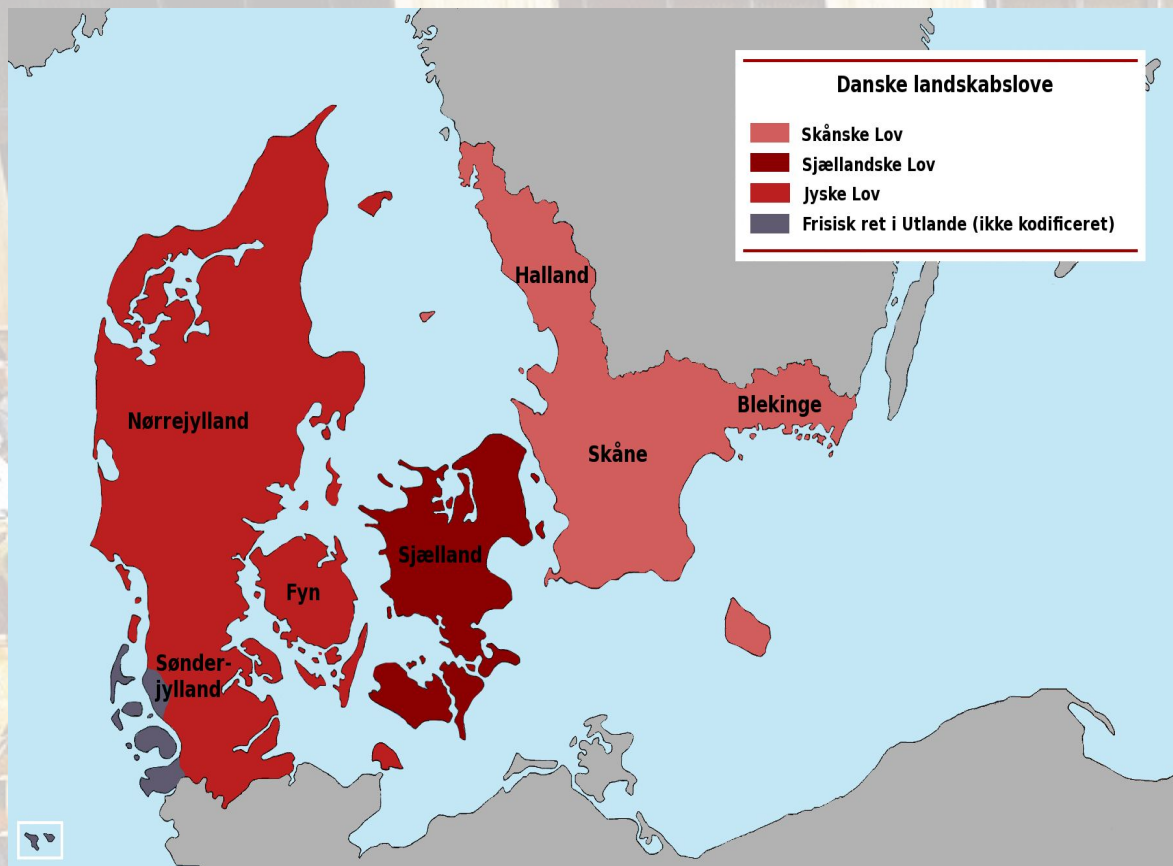 Danske landskabslove
Skånske Lov
Sjællandske Lov
Jyske Lov
Frisisk ret i Utlande (ikke kodificeret)
Halland
Blekinge
Nørrejylland
Skåne
Sjælland
Fyn
Sønder-
jylland